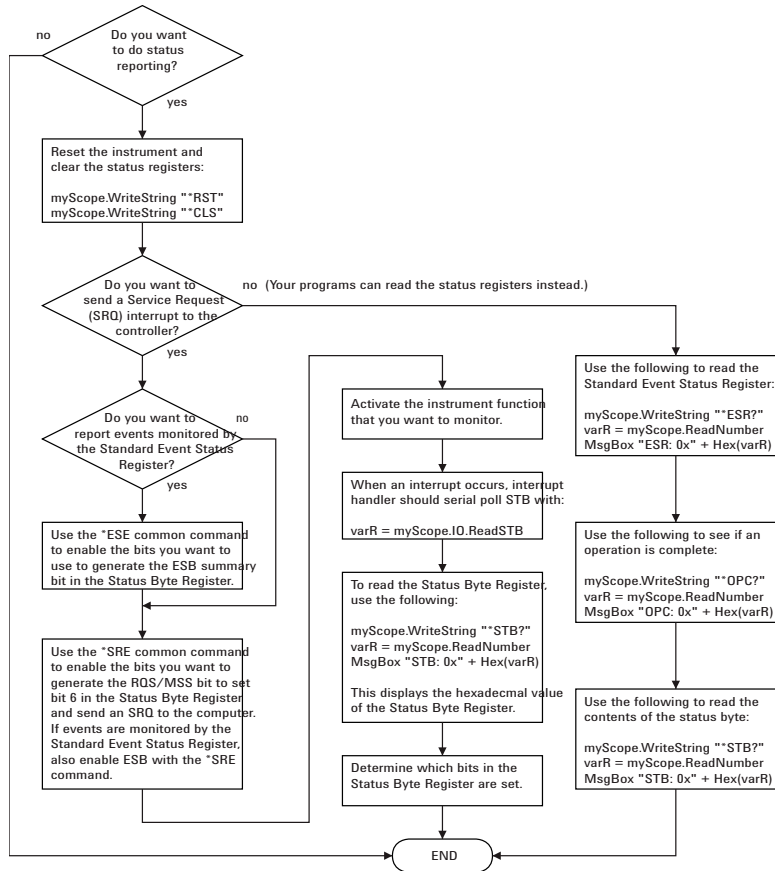 no
Do you want
to do status
reporting?
yes
Reset the instrument and
clear the status registers:
myScope.WriteString "*RST"
myScope.WriteString "*CLS"
Do you want to
send a Service Request
(SRQ) interrupt to the
controller?
no (Your programs can read the status registers instead.)
yes
Do you want to
report events monitored by
the Standard Event Status
Register?
no
yes
Use the *ESE common command
to enable the bits you want to
use to generate the ESB summary
bit in the Status Byte Register.
Use the *SRE common command
to enable the bits you want to
generate the RQS/MSS bit to set
bit 6 in the Status Byte Register
and send an SRQ to the computer.
If events are monitored by the
Standard Event Status Register,
also enable ESB with the *SRE
command.
Activate the instrument function
that you want to monitor.
When an interrupt occurs, interrupt
handler should serial poll STB with:
varR = myScope.IO.ReadSTB
To read the Status Byte Register,
use the following:
myScope.WriteString "*STB?"
varR = myScope.ReadNumber
MsgBox "STB: 0x" + Hex(varR)
This displays the hexadecmal value
of the Status Byte Register.
Determine which bits in the
Status Byte Register are set.
Use the following to read the
Standard Event Status Register:
myScope.WriteString "*ESR?"
varR = myScope.ReadNumber
MsgBox "ESR: 0x" + Hex(varR)
Use the following to see if an
operation is complete:
myScope.WriteString "*OPC?"
varR = myScope.ReadNumber
MsgBox "OPC: 0x" + Hex(varR)
Use the following to read the
contents of the status byte:
myScope.WriteString "*STB?"
varR = myScope.ReadNumber
MsgBox "STB: 0x" + Hex(varR)
END